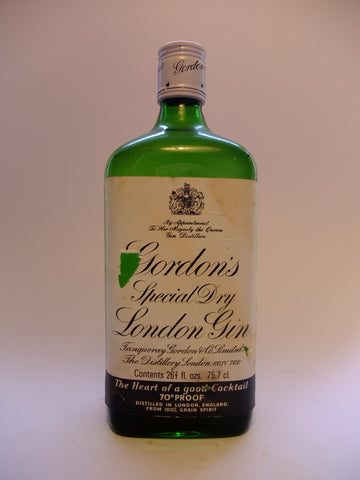 Gordon's
By Appointment
To Her Majesty the Queen
Gin Distillers
Gordon's
Special Dry
London Gin
Tanqueray Gordon & Co. Limited
The Distillery London
Contents 26⅔ fl. ozs. 75.7 cl.
The Heart of a good Cocktail
70° PROOF
DISTILLED IN LONDON, ENGLAND,
FROM 100% GRAIN SPIRIT